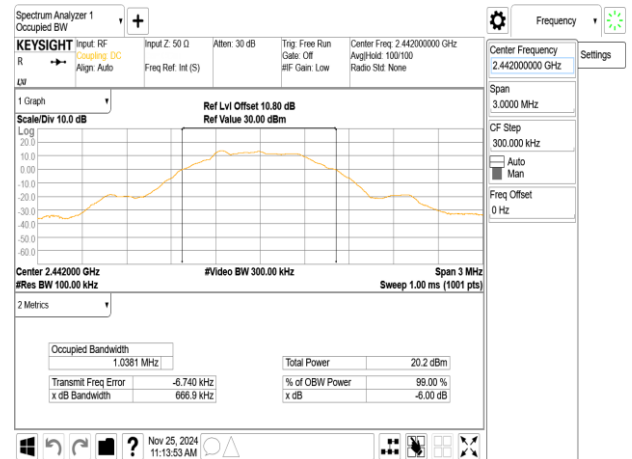 Spectrum Analyzer 1
Occupied BW
Frequency
KEYSIGHT
R
LXI
Input: RF
Coupling: DC
Align: Auto
Input Z: 50 Ω
Freq Ref: Int (S)
Atten: 30 dB
Trig: Free Run
Gate: Off
#IF Gain: Low
Center Freq: 2.442000000 GHz
Avg|Hold: 100/100
Radio Std: None
Center Frequency
2.442000000 GHz
Settings
Span
3.0000 MHz
CF Step
300.000 kHz
Auto
Man
Freq Offset
0 Hz
1 Graph
Scale/Div 10.0 dB
Ref Lvl Offset 10.80 dB
Ref Value 30.00 dBm
Log
20.0
10.0
0.00
-10.0
-20.0
-30.0
-40.0
-50.0
-60.0
Center 2.44200 GHz
#Video BW 300.00 kHz
Span 3 MHz
#Res BW 100.00 kHz
Sweep 1.00 ms (1001 pts)
2 Metrics
Occupied Bandwidth
1.0381 MHz
Total Power 20.2 dBm
Transmit Freq Error -6.740 kHz
% of OBW Power 99.00 %
x dB Bandwidth 666.9 kHz
x dB -6.00 dB
?
Nov 25, 2024
11:13:53 AM